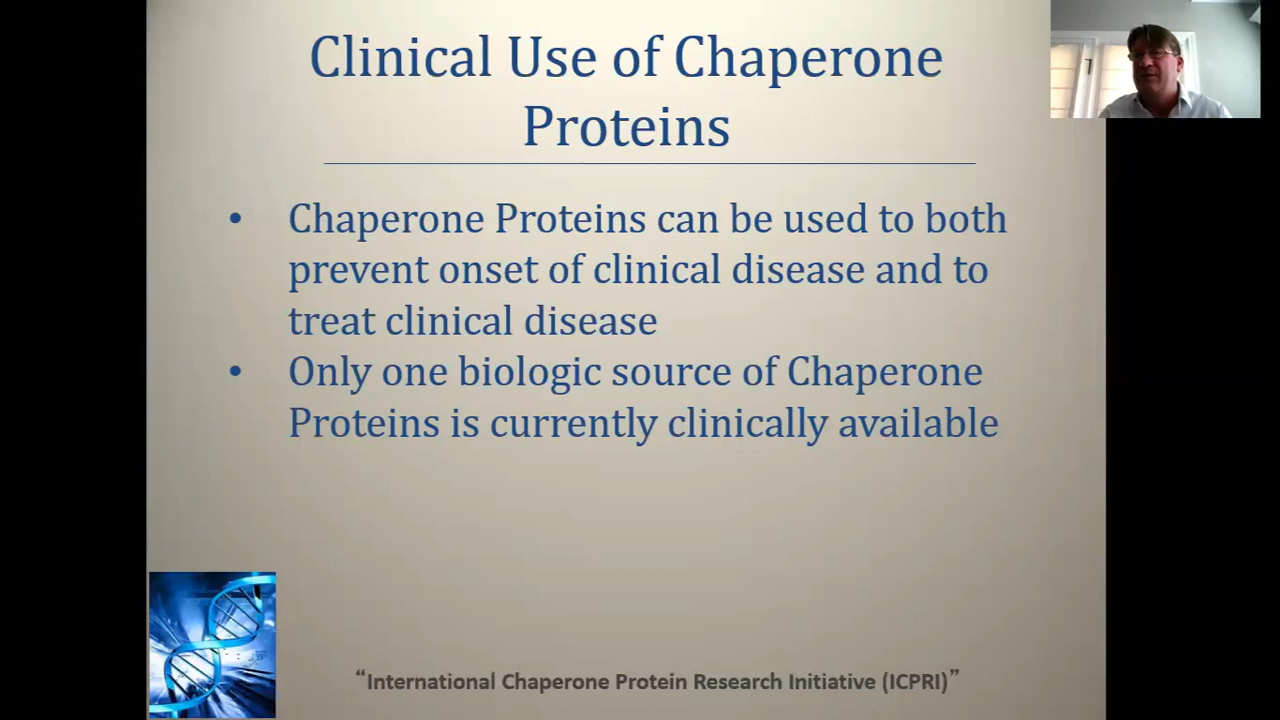 Clinical Use of Chaperone
Proteins
• Chaperone Proteins can be used to both
prevent onset of clinical disease and to
treat clinical disease
• Only one biologic source of Chaperone
Proteins is currently clinically available
“International Chaperone Protein Research Initiative (ICPRI)”